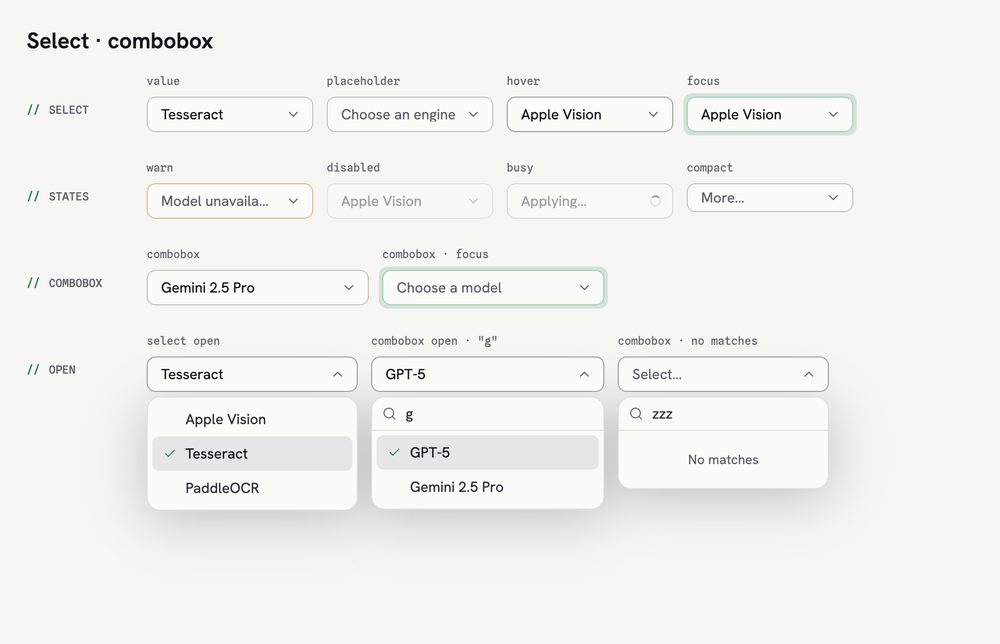 Select · combobox
value placeholder hover focus
// SELECT Tesseract Choose an engine Apple Vision Apple Vision
warn disabled busy compact
// STATES Model unavaila... Apple Vision Applying... More...
combobox combobox · focus
// COMBOBOX Gemini 2.5 Pro Choose a model
select open combobox open · "g" combobox · no matches
// OPEN Tesseract GPT-5 Select...
Apple Vision g zzz
Tesseract GPT-5 No matches
PaddleOCR Gemini 2.5 Pro